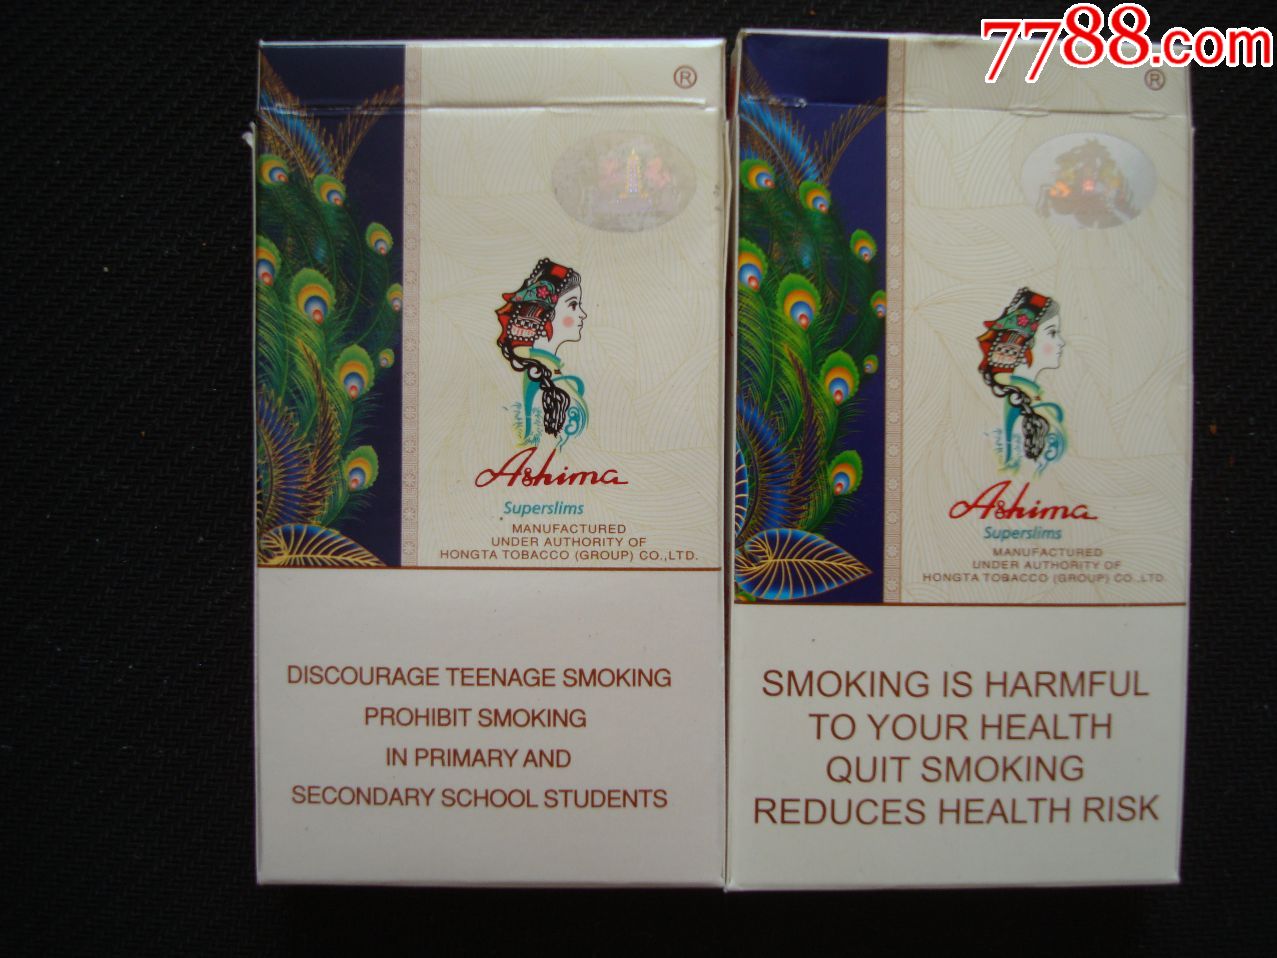 7788.com
®
Ashima
Superslims
MANUFACTURED
UNDER AUTHORITY OF
HONGTA TOBACCO (GROUP) CO.,LTD.
DISCOURAGE TEENAGE SMOKING
PROHIBIT SMOKING
IN PRIMARY AND
SECONDARY SCHOOL STUDENTS
®
Ashima
Superslims
MANUFACTURED
UNDER AUTHORITY OF
HONGTA TOBACCO (GROUP) CO.,LTD
SMOKING IS HARMFUL
TO YOUR HEALTH
QUIT SMOKING
REDUCES HEALTH RISK